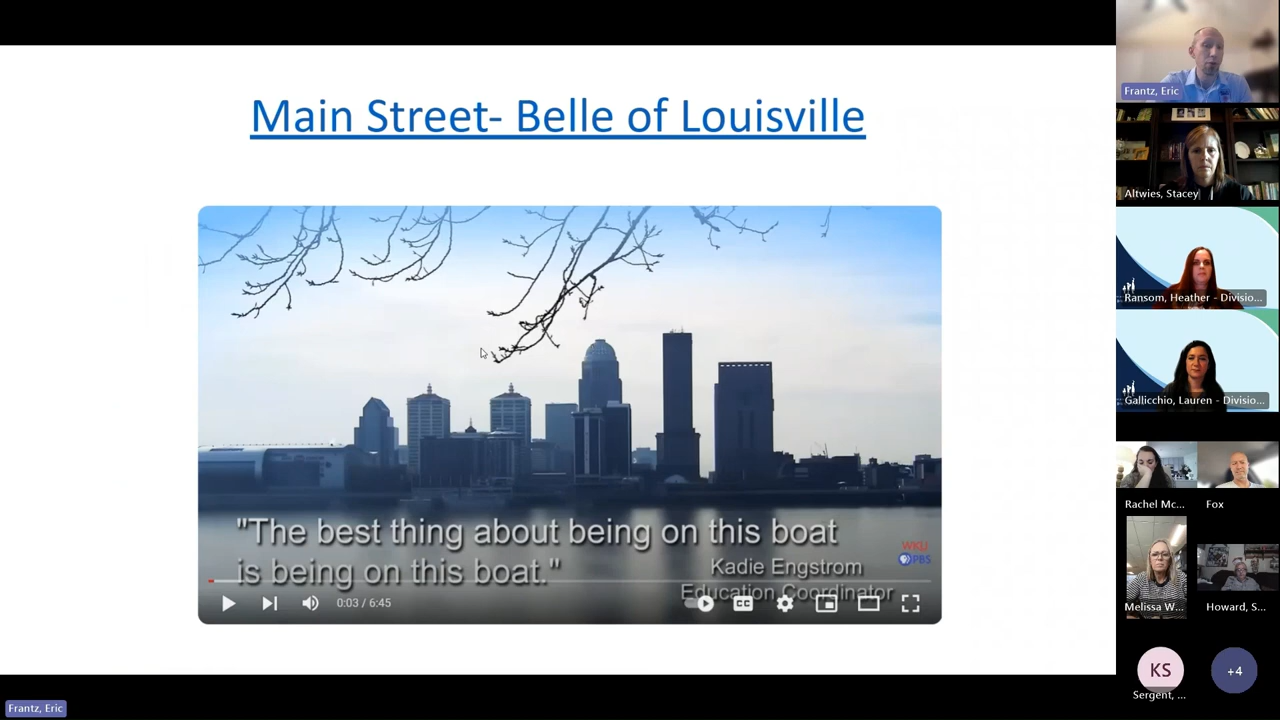 Main Street- Belle of Louisville
"The best thing about being on this boat
is being on this boat."
Kadie Engstrom
Education Coordinator
WKU
PBS
0:03 / 6:45
CC
Frantz, Eric
Frantz, Eric
Altwies, Stacey
Ransom, Heather - Divisio...
Gallicchio, Lauren - Divisio...
Rachel Mc...
Fox
Melissa W...
Howard, S...
KS
Sergent, ...
+4